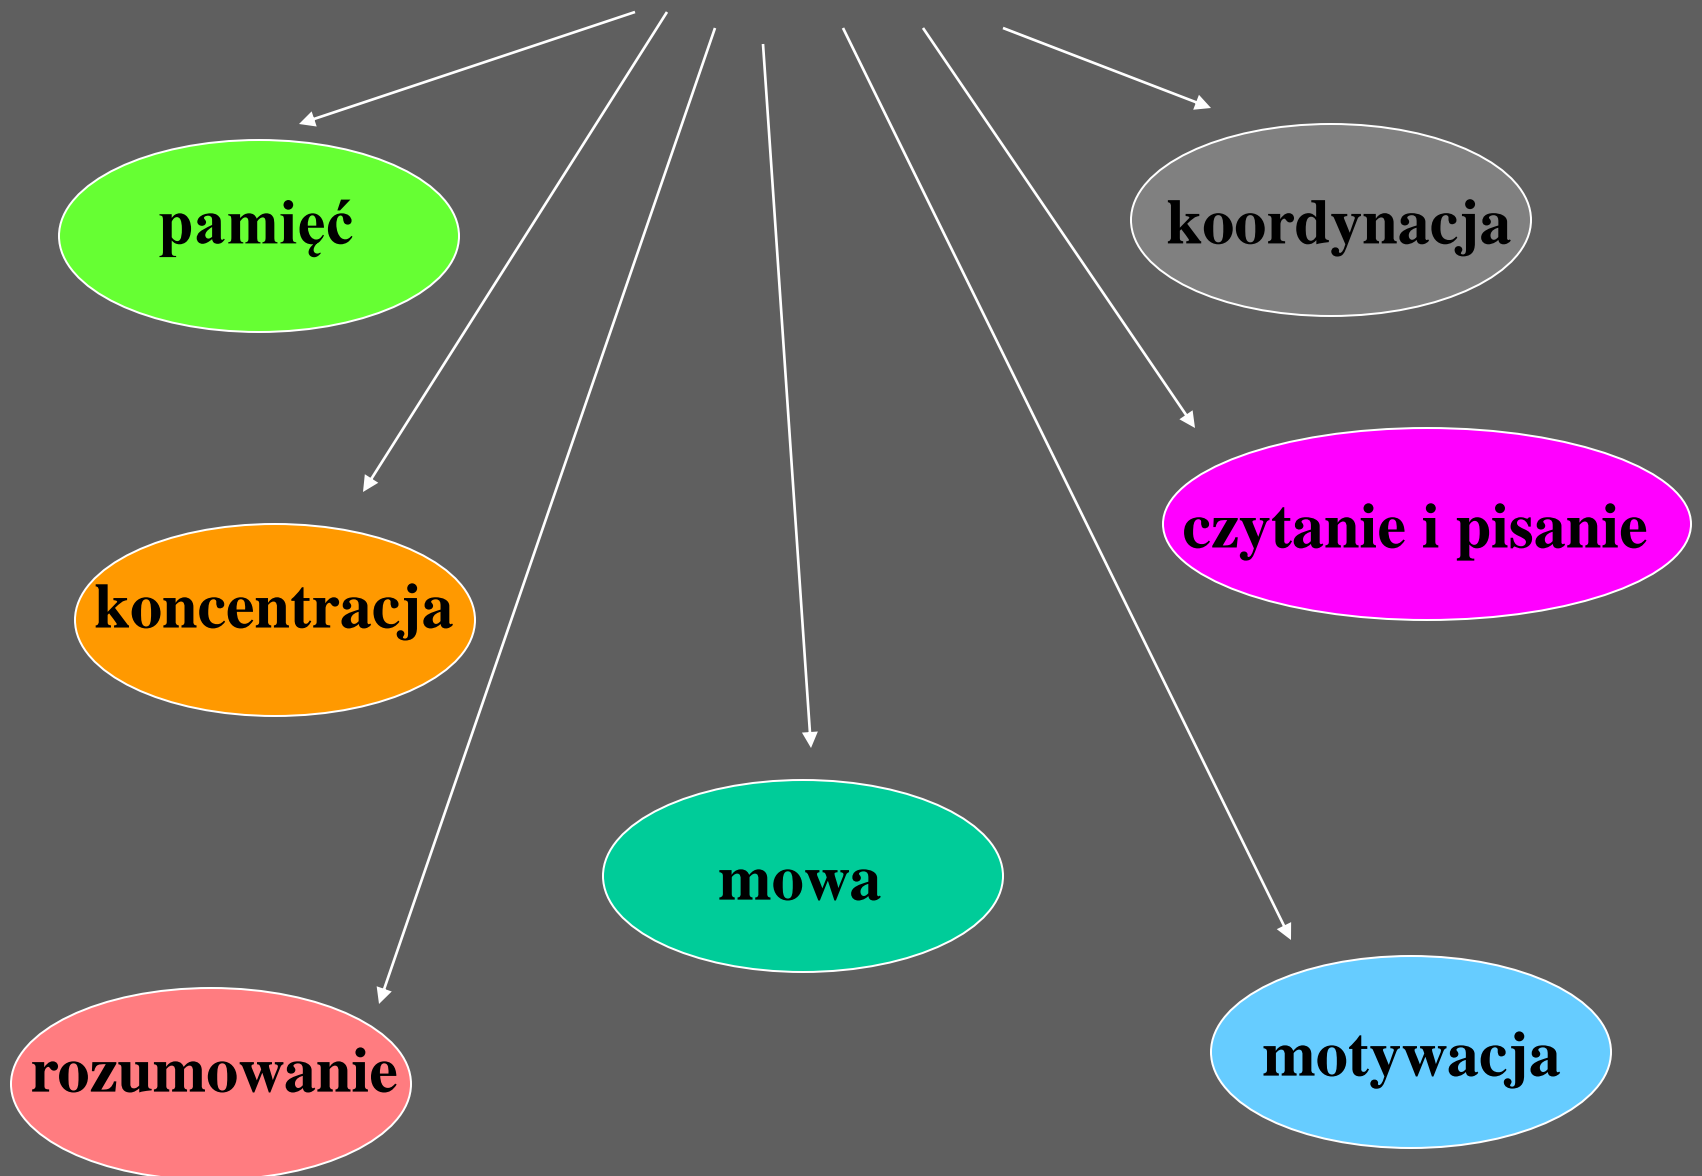 pamięć
koordynacja
czytanie i pisanie
koncentracja
mowa
motywacja
rozumowanie